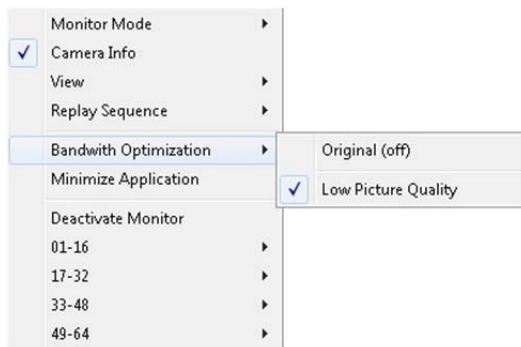 Monitor Mode
Camera Info
View
Replay Sequence
Bandwith Optimization
Minimize Application
Deactivate Monitor
01-16
17-32
33-48
49-64
Original (off)
Low Picture Quality